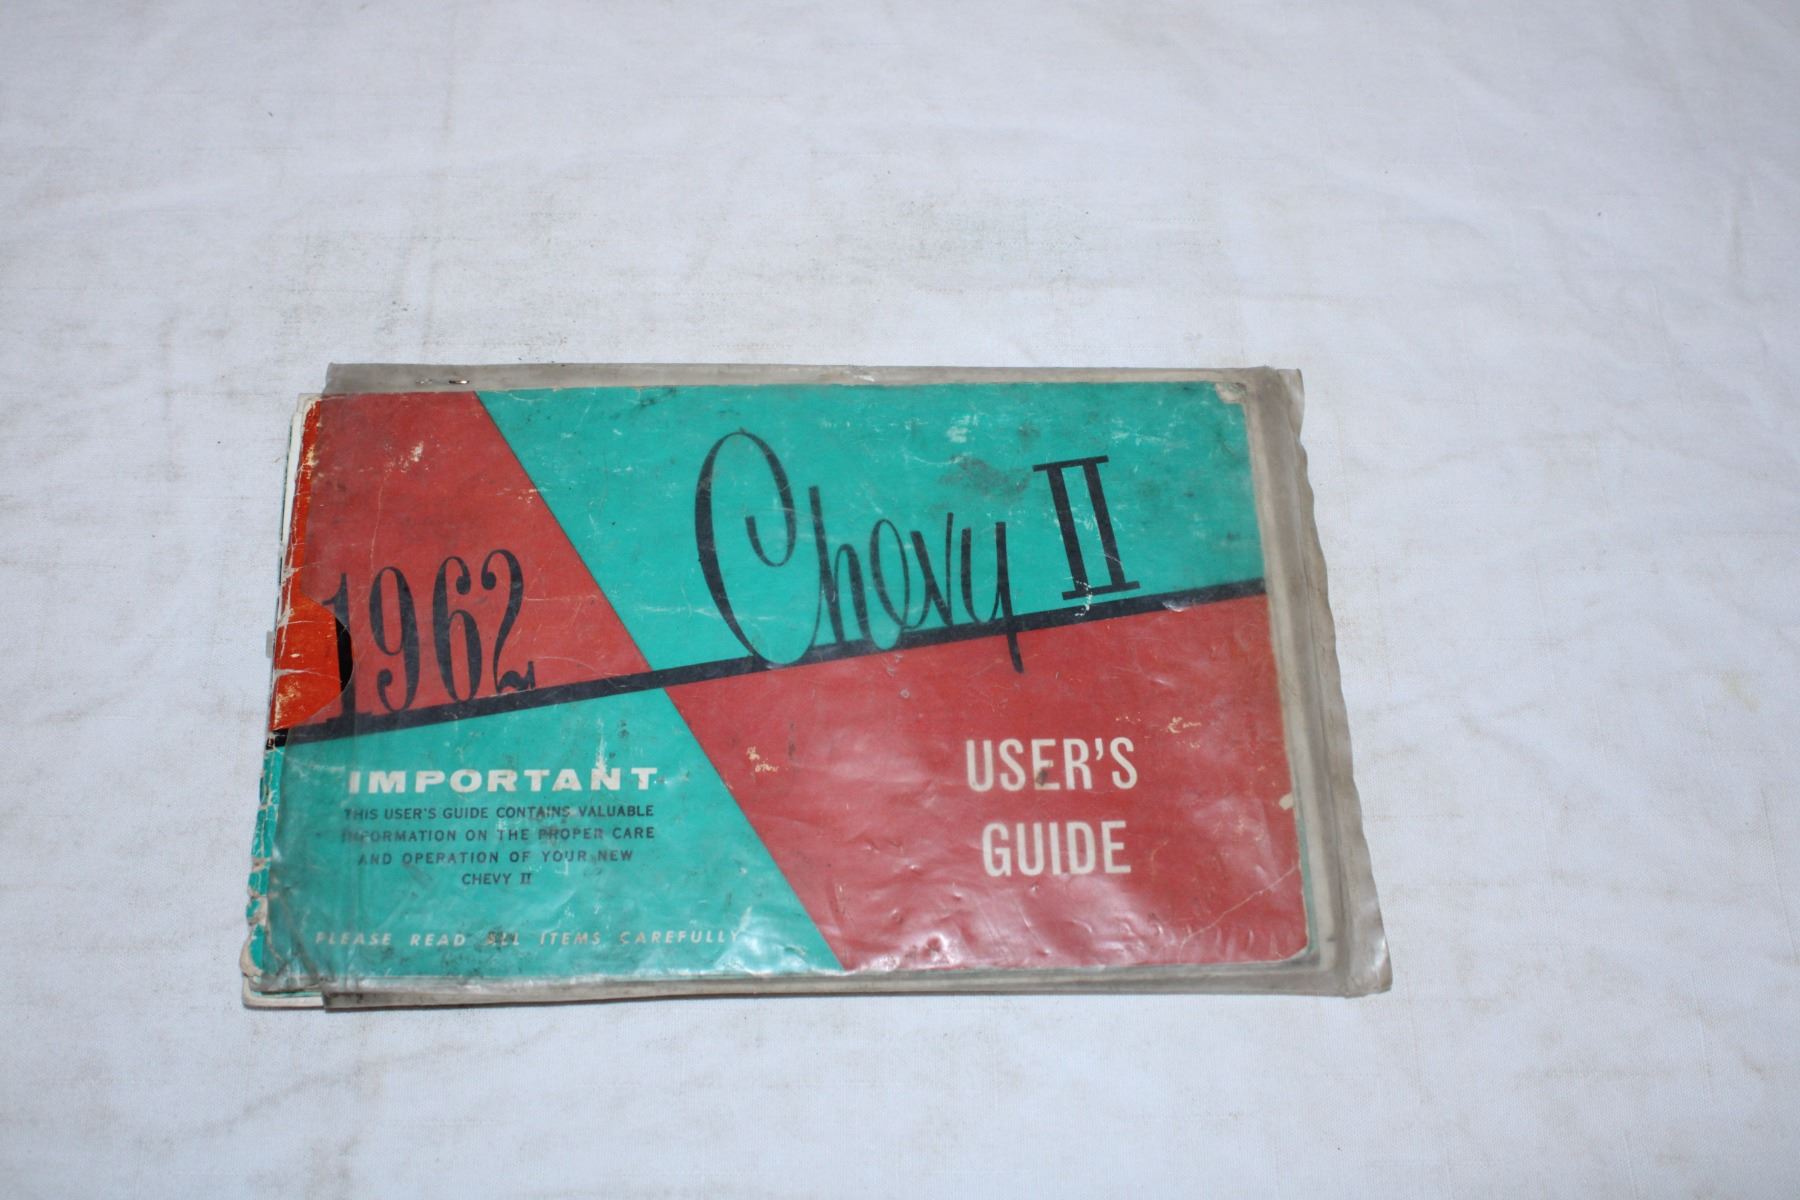 1962 Chevy II
USER'S
GUIDE
IMPORTANT
THIS USER'S GUIDE CONTAINS VALUABLE
INFORMATION ON THE PROPER CARE
AND OPERATION OF YOUR NEW
CHEVY II
PLEASE READ ALL ITEMS CAREFULLY